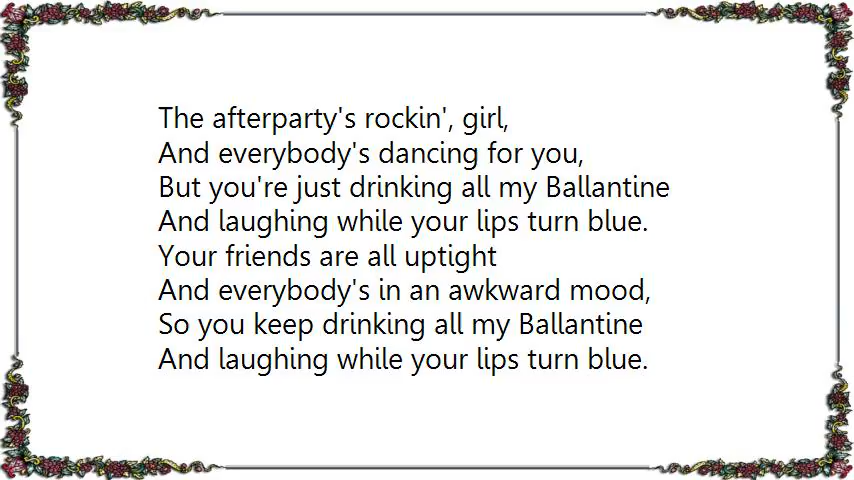 The afterparty's rockin', girl,
And everybody's dancing for you,
But you're just drinking all my Ballantine
And laughing while your lips turn blue.
Your friends are all uptight
And everybody's in an awkward mood,
So you keep drinking all my Ballantine
And laughing while your lips turn blue.